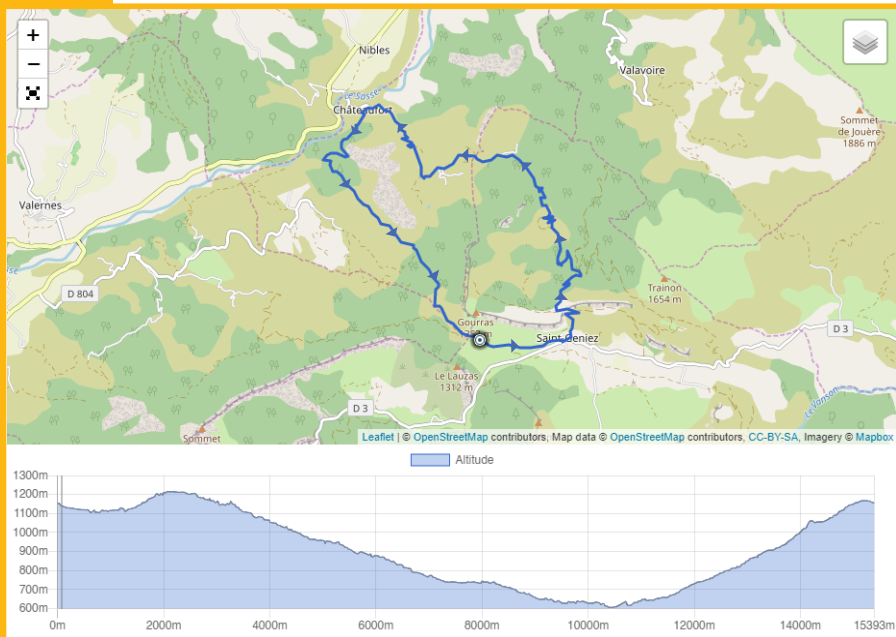 +
−
Nibles
Valavoire
Le Sasse
Châteaufort
Sommet
de Jouère
1886 m
Valernes
D 804
Trainon
1654 m
Gourras
D 3
Saint-Geniez
Le Lauzas
1312 m
Le Vanson
D 3
Sommet
Leaflet | © OpenStreetMap contributors, Map data © OpenStreetMap contributors, CC-BY-SA, Imagery © Mapbox
Altitude
1300m
1200m
1100m
1000m
900m
800m
700m
600m
0m 2000m 4000m 6000m 8000m 10000m 12000m 14000m 15393m